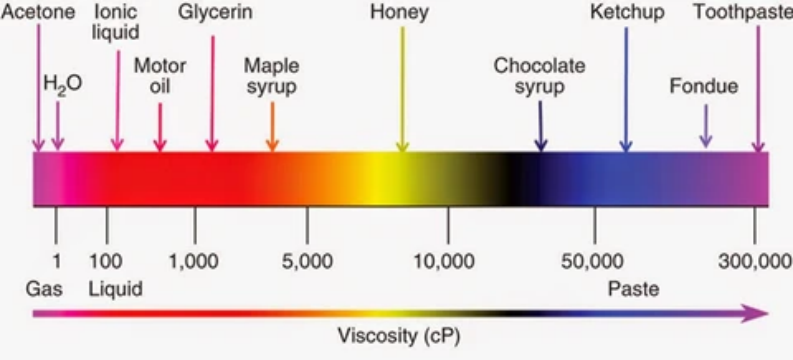 Acetone
Ionic
liquid
Glycerin
Honey
Ketchup
Toothpaste
H₂O
Motor
oil
Maple
syrup
Chocolate
syrup
Fondue
1
100
1,000
5,000
10,000
50,000
300,000
Gas
Liquid
Paste
Viscosity (cP)